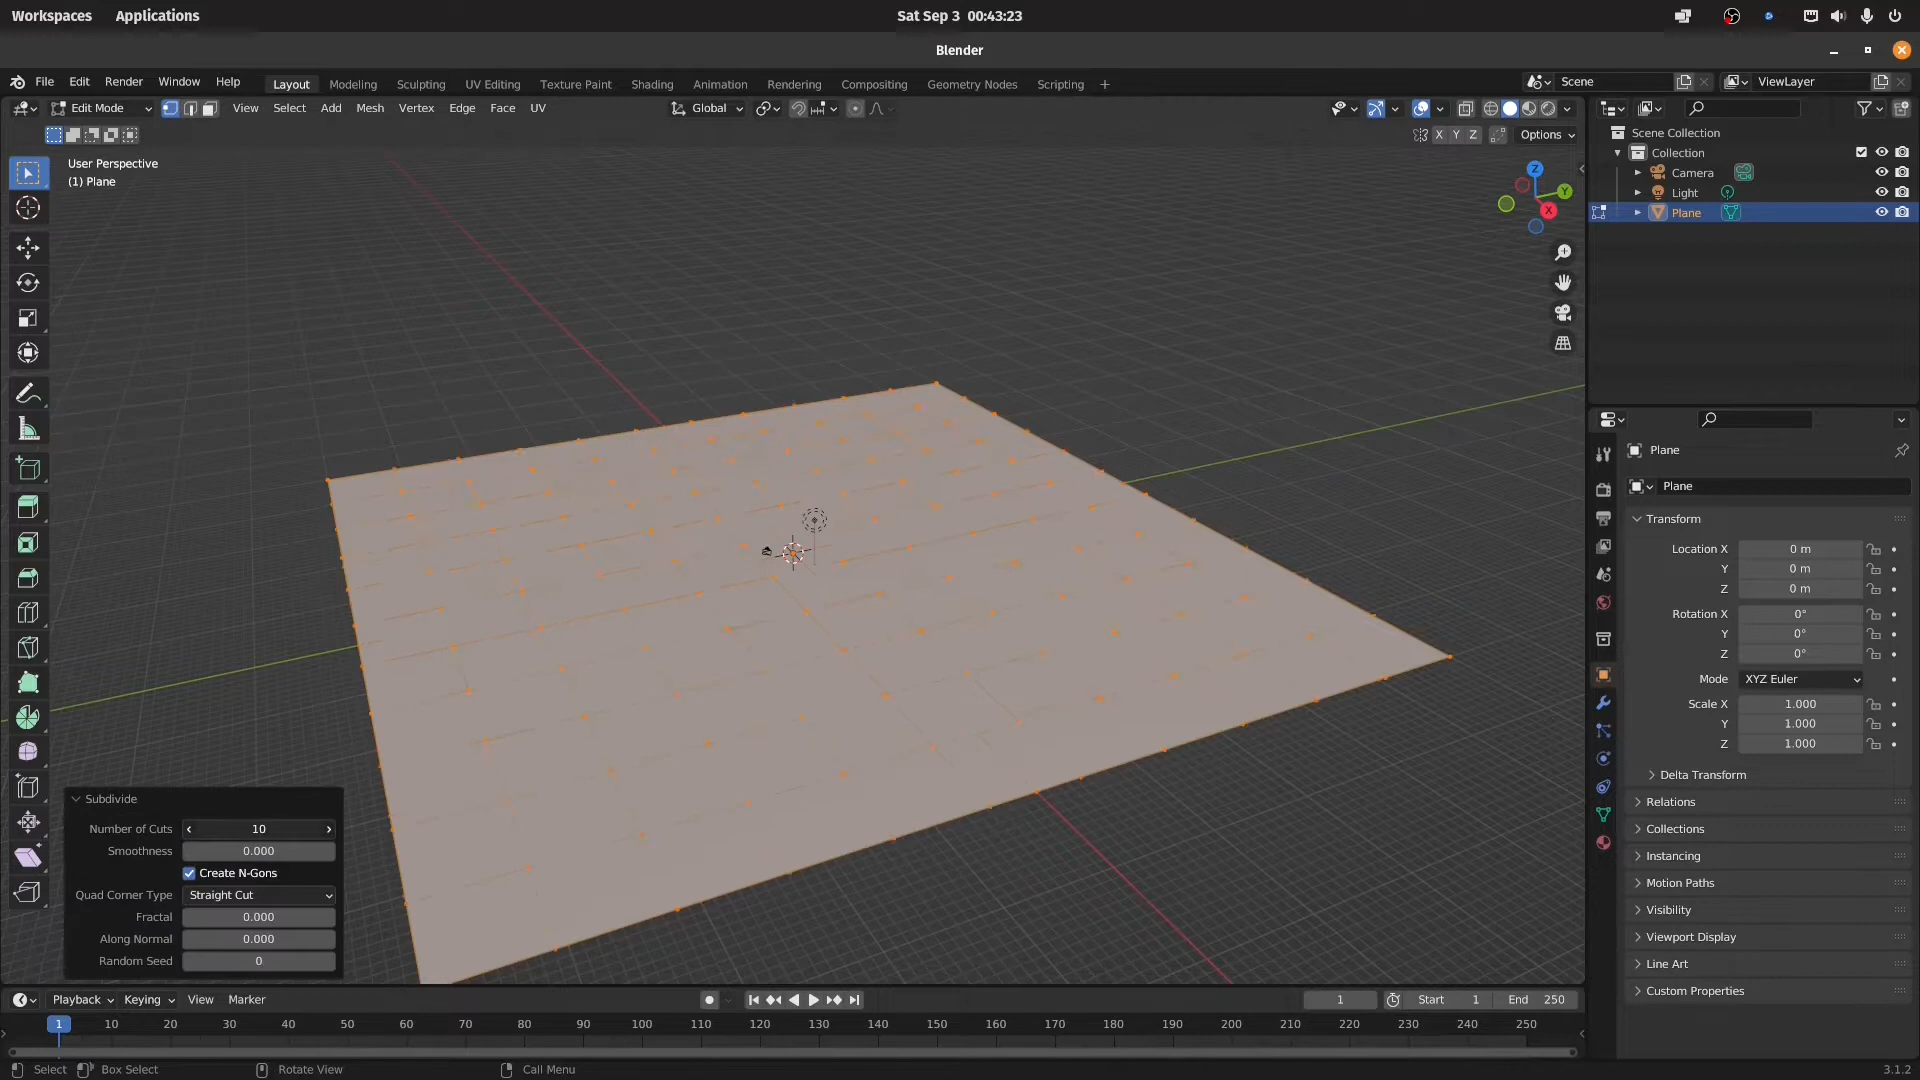 Workspaces Applications Sat Sep 3 00:43:23
Blender
File Edit Render Window Help Layout Modeling Sculpting UV Editing Texture Paint Shading Animation Rendering Compositing Geometry Nodes Scripting + Scene ViewLayer
Edit Mode View Select Add Mesh Vertex Edge Face UV Global
X Y Z Options
User Perspective
(1) Plane
Z
Y
X
Scene Collection
Collection
Camera
Light
Plane
Plane
Plane
Transform
Location X 0 m
Y 0 m
Z 0 m
Rotation X 0°
Y 0°
Z 0°
Mode XYZ Euler
Scale X 1.000
Y 1.000
Z 1.000
Delta Transform
Relations
Collections
Instancing
Motion Paths
Visibility
Viewport Display
Line Art
Custom Properties
Subdivide
Number of Cuts 10
Smoothness 0.000
Create N-Gons
Quad Corner Type Straight Cut
Fractal 0.000
Along Normal 0.000
Random Seed 0
Playback Keying View Marker 1 Start 1 End 250
1 10 20 30 40 50 60 70 80 90 100 110 120 130 140 150 160 170 180 190 200 210 220 230 240 250
Select Box Select Rotate View Call Menu 3.1.2